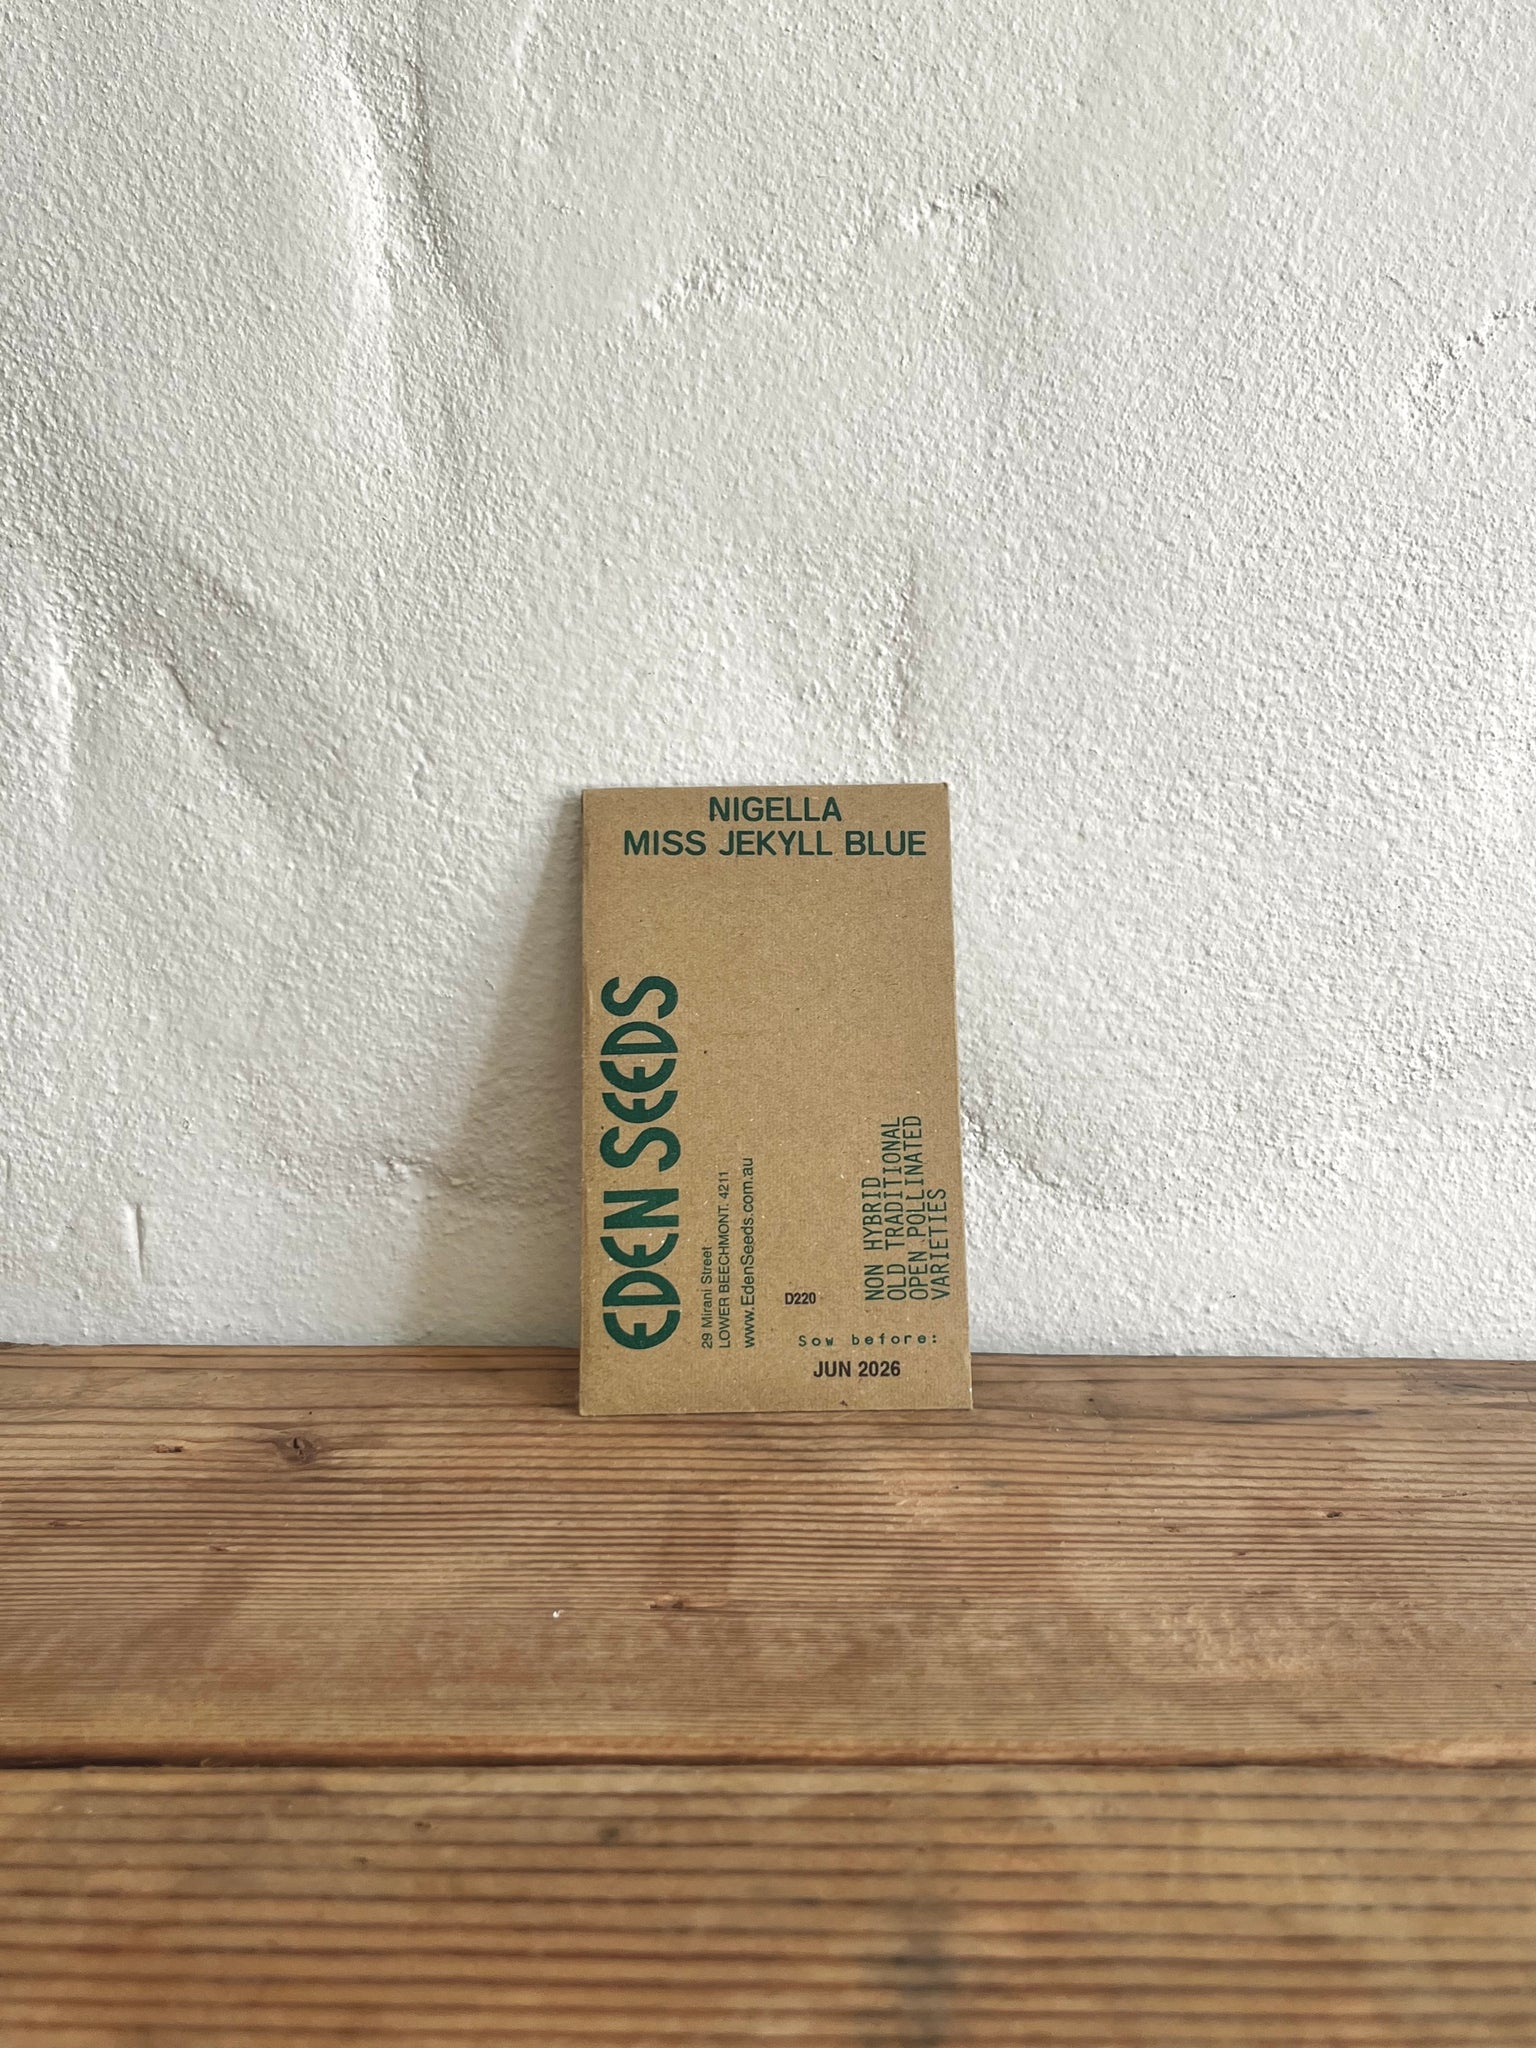 NIGELLA
MISS JEKYLL BLUE
EDEN SEEDS
29 Mirani Street
LOWER BEECHMONT. 4211
www.EdenSeeds.com.au
D220
NON HYBRID
OLD TRADITIONAL
OPEN POLLINATED
VARIETIES
Sow before:
JUN 2026